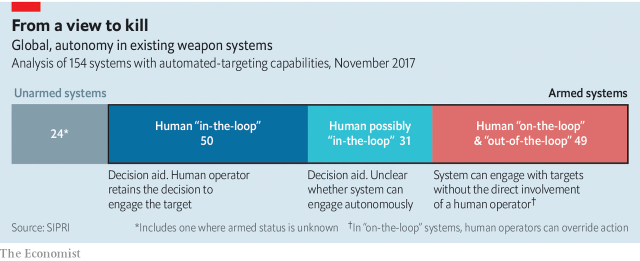 From a view to kill
Global, autonomy in existing weapon systems
Analysis of 154 systems with automated-targeting capabilities, November 2017
Unarmed systems
Armed systems
24*
Human “in-the-loop”
50
Human possibly
“in-the-loop” 31
Human “on-the-loop”
& “out-of-the-loop” 49
Decision aid. Human operator
retains the decision to
engage the target
Decision aid. Unclear
whether system can
engage autonomously
System can engage with targets
without the direct involvement
of a human operator†
Source: SIPRI
*Includes one where armed status is unknown
†In “on-the-loop” systems, human operators can override action
The Economist